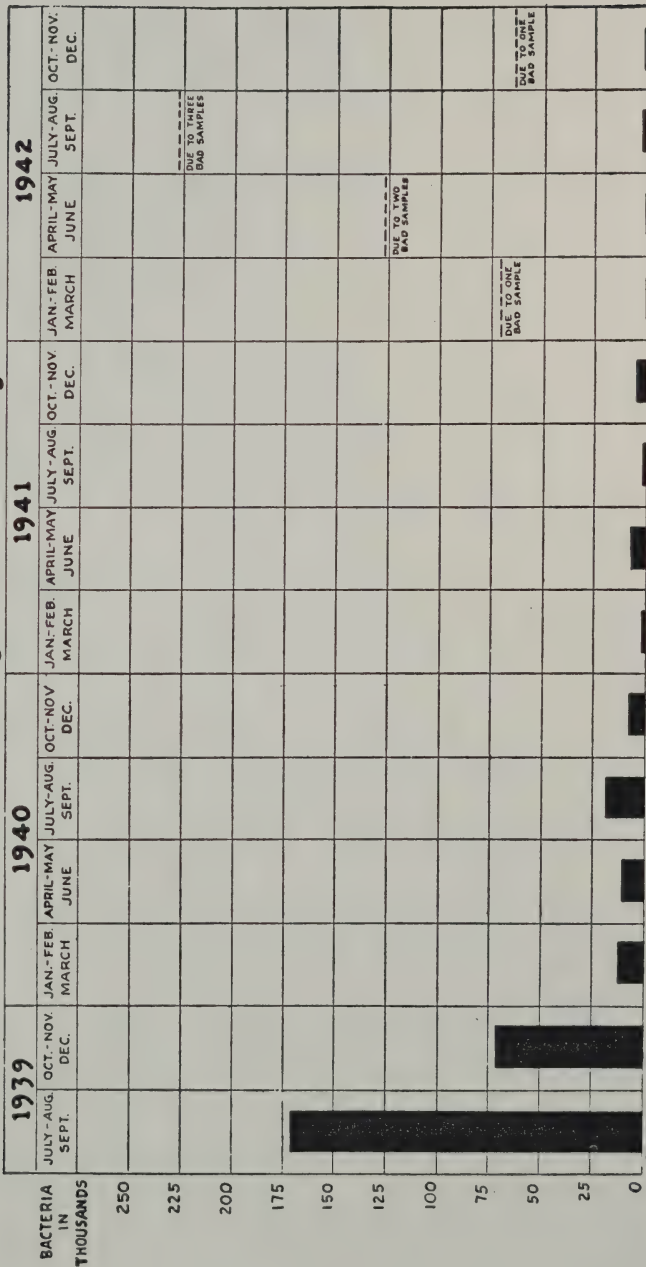 1939
1940
1941
1942
BACTERIA
IN
THOUSANDS
JULY - AUG.
SEPT.
OCT. - NOV.
DEC.
JAN. - FEB.
MARCH
APRIL-MAY
JUNE
JULY-AUG.
SEPT.
OCT.-NOV
DEC.
JAN.-FEB.
MARCH
APRIL-MAY
JUNE
JULY-AUG.
SEPT.
OCT.-NOV.
DEC.
JAN.-FEB.
MARCH
APRIL-MAY
JUNE
JULY-AUG.
SEPT.
OCT.-NOV.
DEC.
250
225
DUE TO THREE
BAD SAMPLES
200
175
150
125
DUE TO TWO
BAD SAMPLES
100
75
DUE TO ONE
BAD SAMPLE
DUE TO ONE
BAD SAMPLE
50
25
0